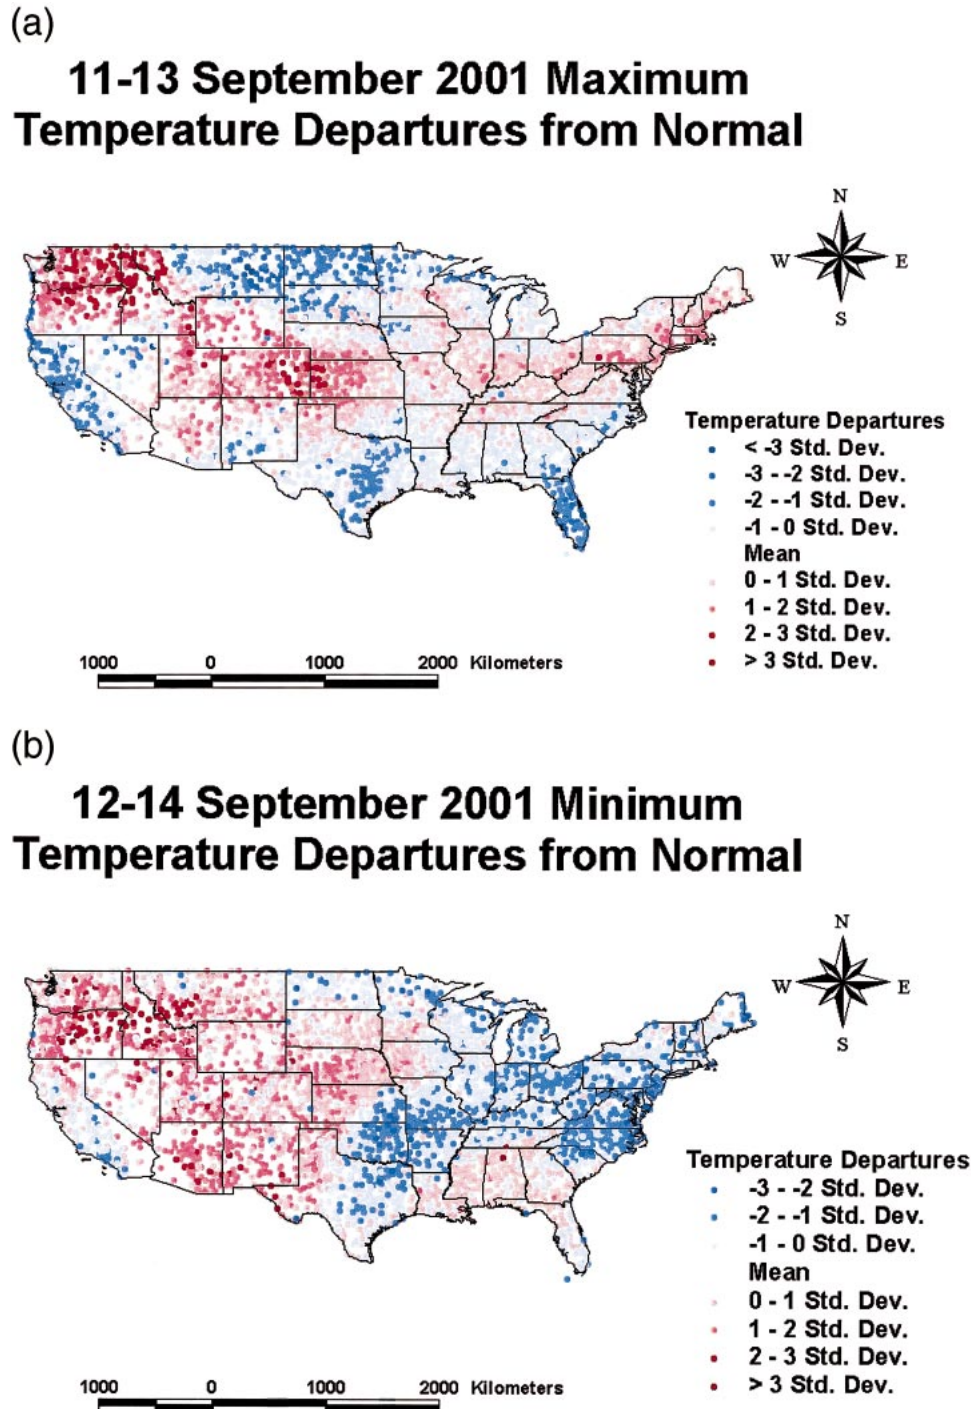 (a)
11-13 September 2001 Maximum
Temperature Departures from Normal
N
W E
S
Temperature Departures
< -3 Std. Dev.
-3 - -2 Std. Dev.
-2 - -1 Std. Dev.
-1 - 0 Std. Dev.
Mean
0 - 1 Std. Dev.
1 - 2 Std. Dev.
2 - 3 Std. Dev.
> 3 Std. Dev.
1000 0 1000 2000 Kilometers
(b)
12-14 September 2001 Minimum
Temperature Departures from Normal
N
W E
S
Temperature Departures
-3 - -2 Std. Dev.
-2 - -1 Std. Dev.
-1 - 0 Std. Dev.
Mean
0 - 1 Std. Dev.
1 - 2 Std. Dev.
2 - 3 Std. Dev.
> 3 Std. Dev.
1000 0 1000 2000 Kilometers